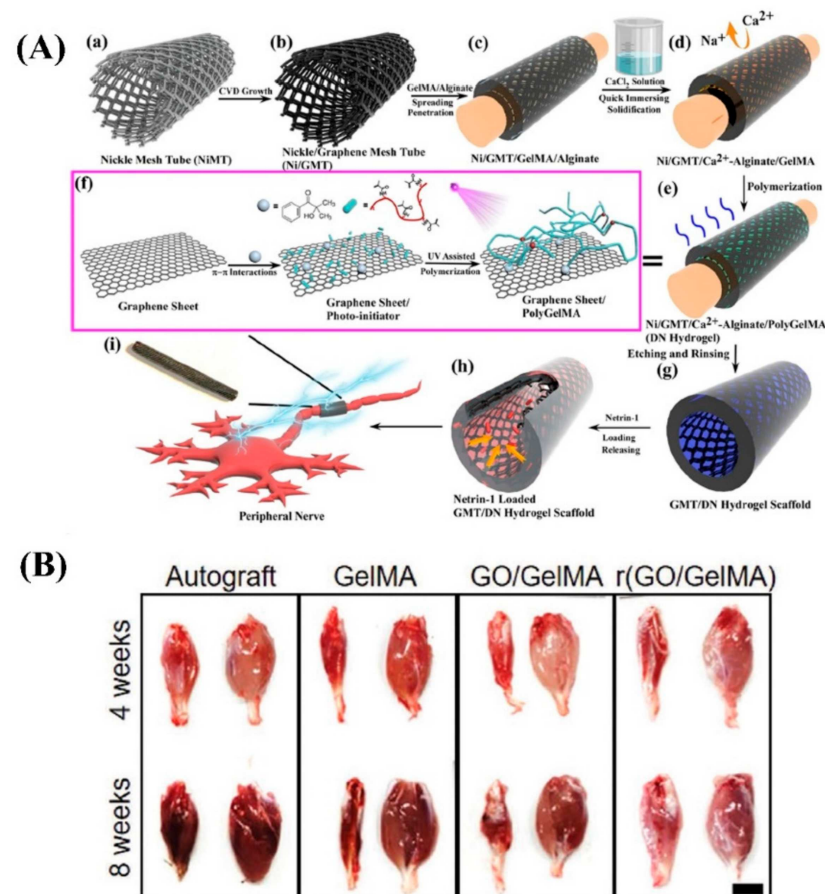 (A)
(a)
(b)
(c)
(d)
Na⁺
Ca²⁺
CVD Growth
GelMA/Alginate
Spreading
Penetration
CaCl₂ Solution
Quick Immersing
Solidification
Nickle Mesh Tube (NiMT)
Nickle/Graphene Mesh Tube
(Ni/GMT)
Ni/GMT/GelMA/Alginate
Ni/GMT/Ca²⁺-Alginate/GelMA
(f)
(e)
Polymerization
HO
CH₃
CH₃
π–π Interactions
UV Assisted
Polymerization
Graphene Sheet
Graphene Sheet/
Photo-initiator
Graphene Sheet/
PolyGelMA
=
Ni/GMT/Ca²⁺-Alginate/PolyGelMA
(DN Hydrogel)
Etching and Rinsing
(i)
(h)
(g)
Netrin-1
Loading
Releasing
Peripheral Nerve
Netrin-1 Loaded
GMT/DN Hydrogel Scaffold
GMT/DN Hydrogel Scaffold
(B)
Autograft GelMA GO/GelMA r(GO/GelMA)
4 weeks
8 weeks